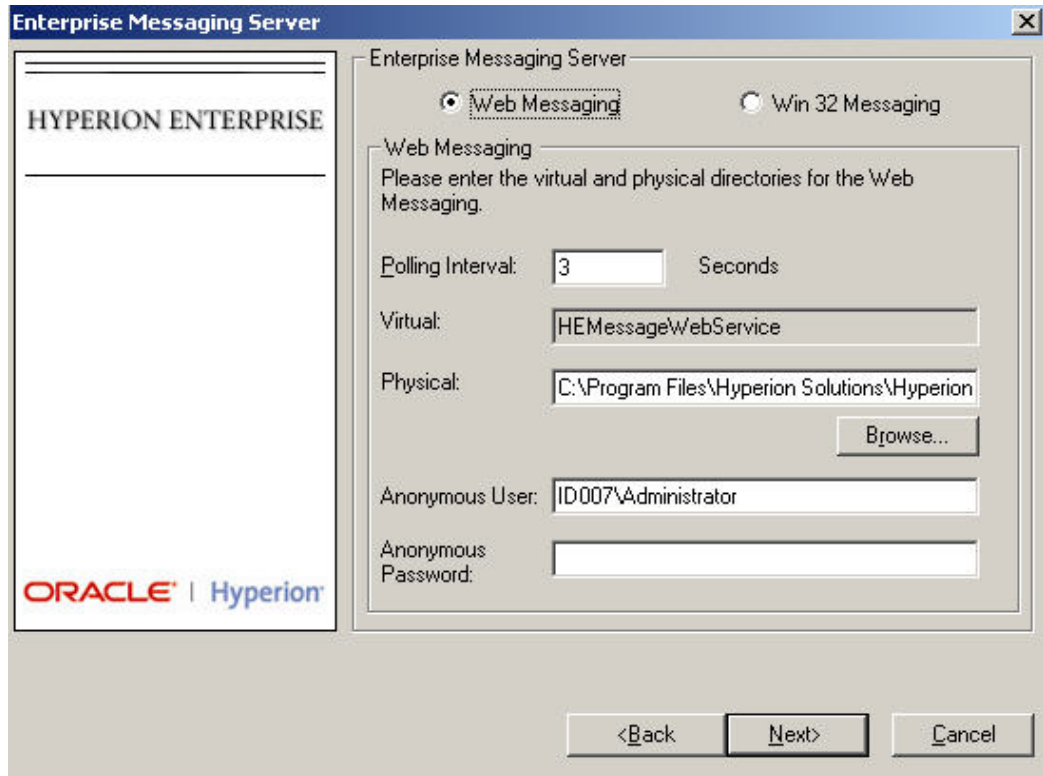 Enterprise Messaging Server
HYPERION ENTERPRISE
Enterprise Messaging Server
Web Messaging
Win 32 Messaging
Web Messaging
Please enter the virtual and physical directories for the Web
Messaging.
Polling Interval:
3
Seconds
Virtual:
HEMessageWebService
Physical:
C:\Program Files\Hyperion Solutions\Hyperion
Browse...
Anonymous User:
ID007\Administrator
Anonymous
Password:
ORACLE | Hyperion
<Back
Next>
Cancel